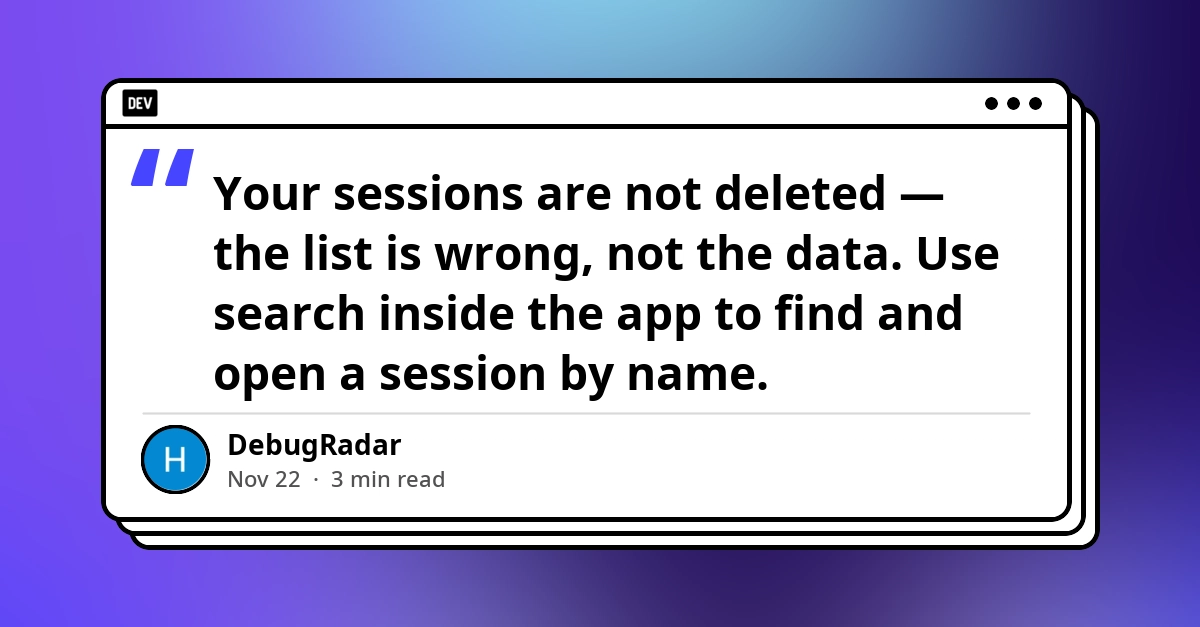 DEV
“ Your sessions are not deleted —
the list is wrong, not the data. Use
search inside the app to find and
open a session by name.
H
DebugRadar
Nov 22 · 3 min read